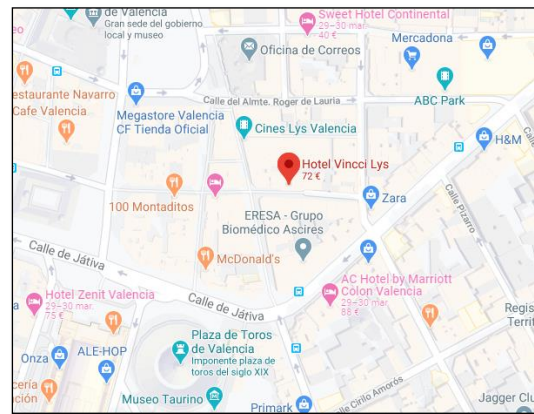 de Valencia
Gran sede del gobierno
local y museo
Sweet Hotel Continental
29–30 mar
40 €
Oficina de Correos
Mercadona
Restaurante Navarro
Cafe Valencia
Megastore Valencia
CF Tienda Oficial
Calle del Almte. Roger de Lauria
ABC Park
Cines Lys Valencia
H&M
Hotel Vincci Lys
72 €
100 Montaditos
Zara
Calle Pizarro
ERESA - Grupo
Biomédico Ascires
Calle de Játiva
McDonald's
Hotel Zenit Valencia
29–30 mar
75 €
Calle de Játiva
AC Hotel by Marriott
Colon Valencia
29–30 mar
88 €
Regis
Territ
Plaza de Toros
de Valencia
Imponente plaza de
toros del siglo XIX
Onza
ALE-HOP
Museo Taurino
Primark
Calle Cirilo Amorós
Jagger Clu